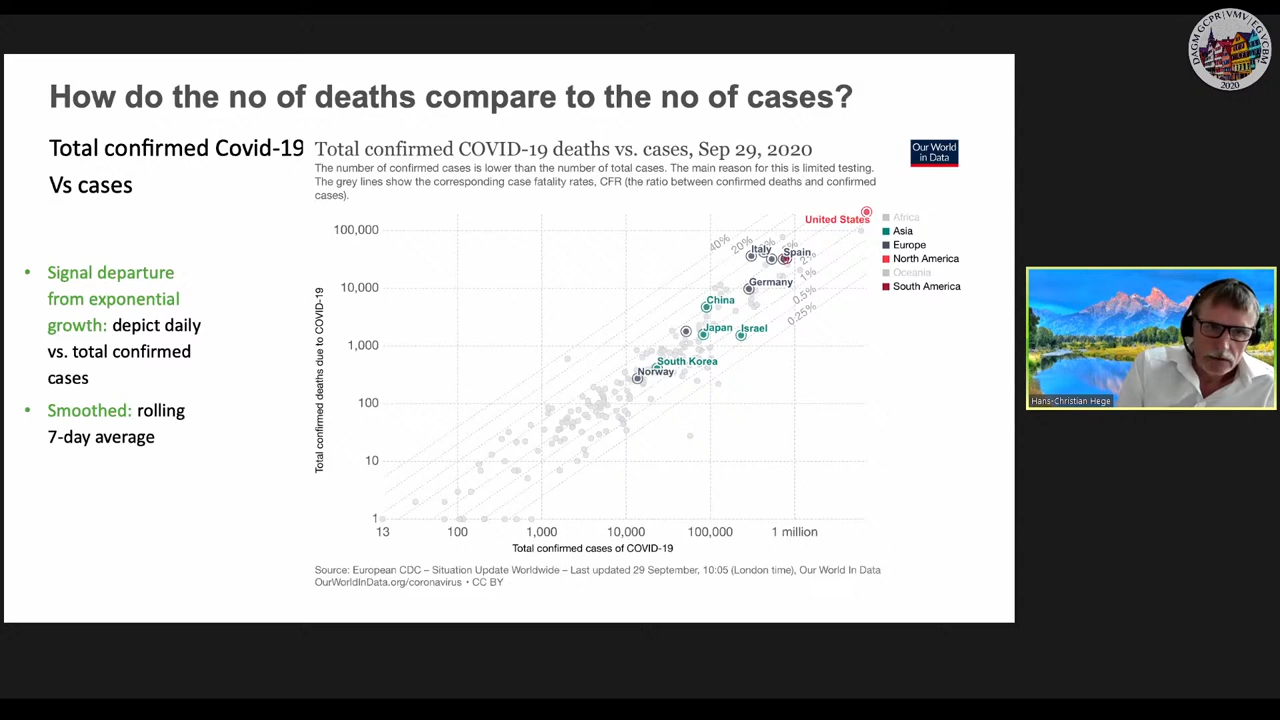 DAGM GCPR | VMV | EG VCBM
2020
How do the no of deaths compare to the no of cases?
Total confirmed Covid-19
Vs cases
Signal departure
from exponential
growth: depict daily
vs. total confirmed
cases
Smoothed: rolling
7-day average
Total confirmed COVID-19 deaths vs. cases, Sep 29, 2020
The number of confirmed cases is lower than the number of total cases. The main reason for this is limited testing.
The grey lines show the corresponding case fatality rates, CFR (the ratio between confirmed deaths and confirmed
cases).
Our World
in Data
Total confirmed deaths due to COVID-19
100,000
10,000
1,000
100
10
1
40%
20%
2%
1%
0.5%
0.25%
United States
Italy
Spain
Germany
China
Japan
Israel
South Korea
Norway
Africa
Asia
Europe
North America
Oceania
South America
13
100
1,000
10,000
100,000
1 million
Total confirmed cases of COVID-19
Source: European CDC – Situation Update Worldwide – Last updated 29 September, 10:05 (London time), Our World In Data
OurWorldInData.org/coronavirus • CC BY
Hans-Christian Hege